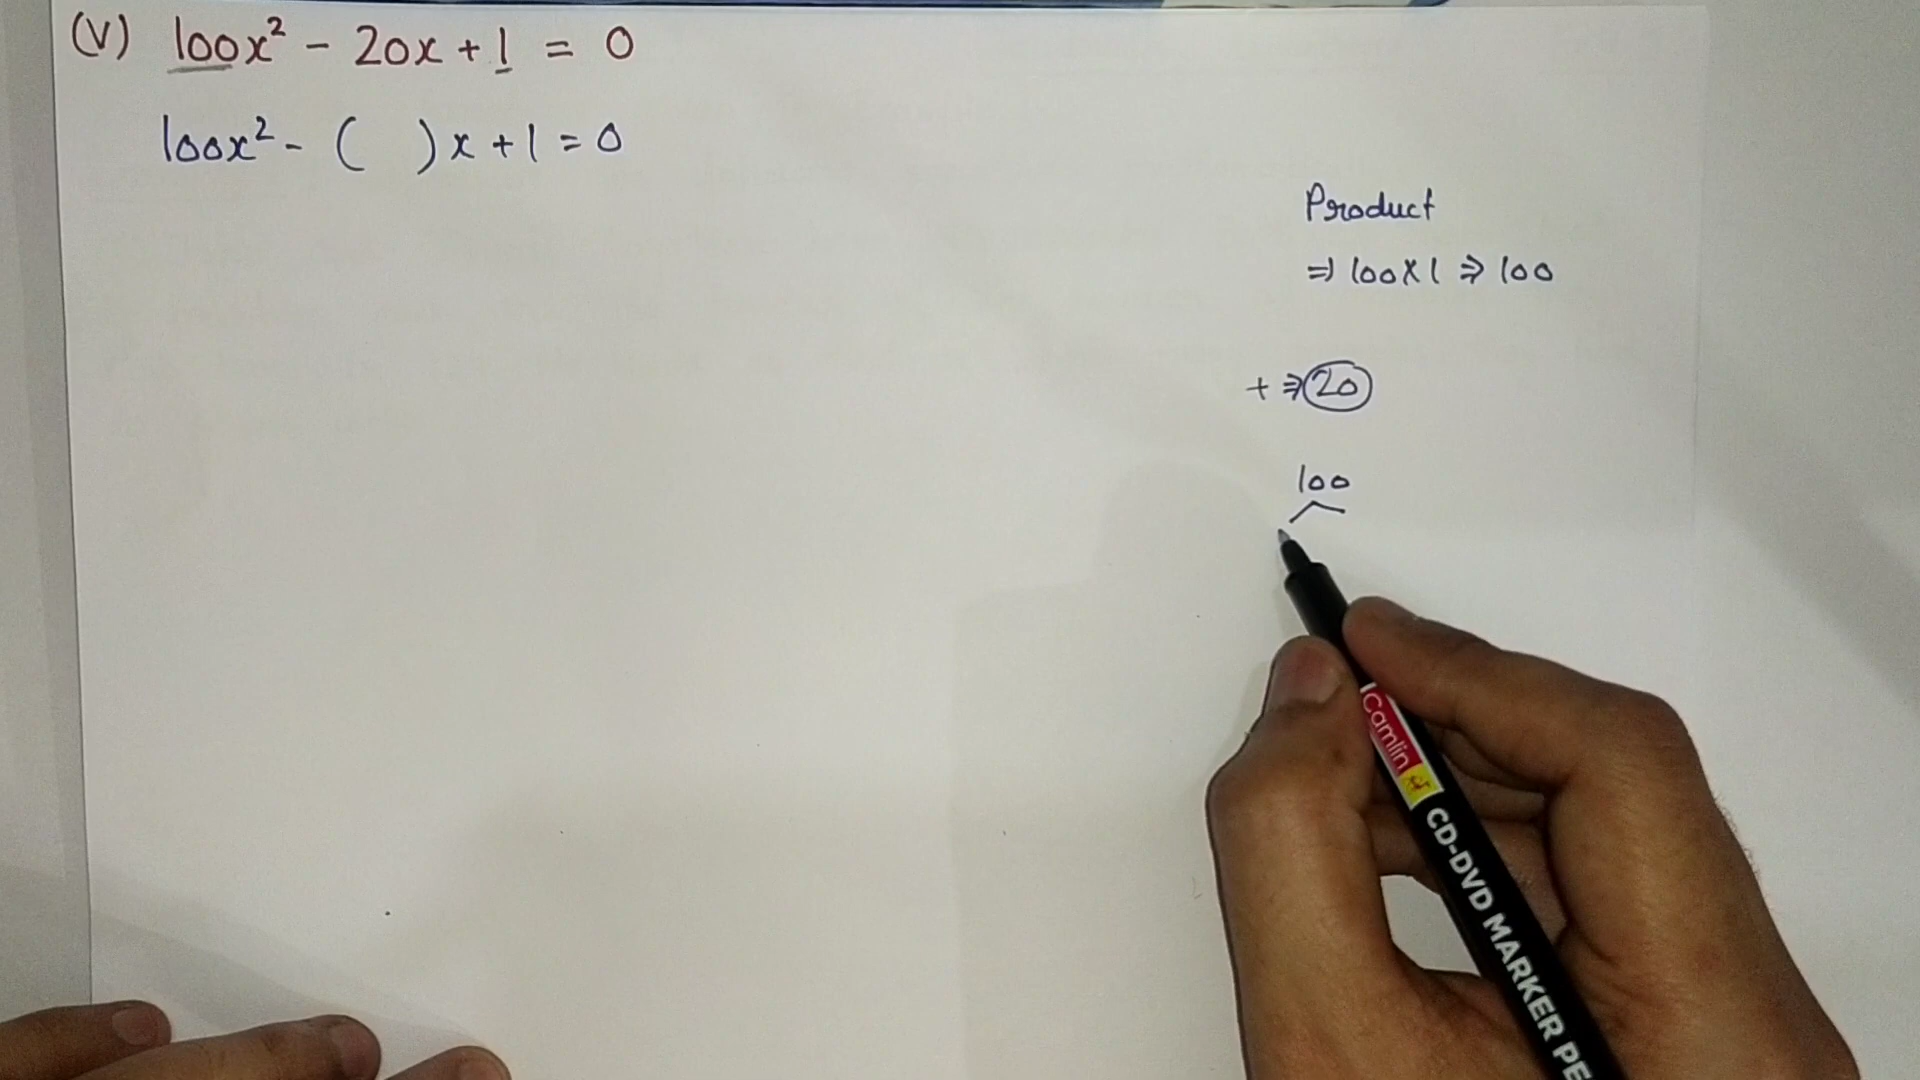 (V) 100x² - 20x + 1 = 0
100x² - ( )x + 1 = 0
Product
⇒ 100 X 1 ⇒ 100
+ ⇒ 20
100
Camlin
CD-DVD MARKER PE